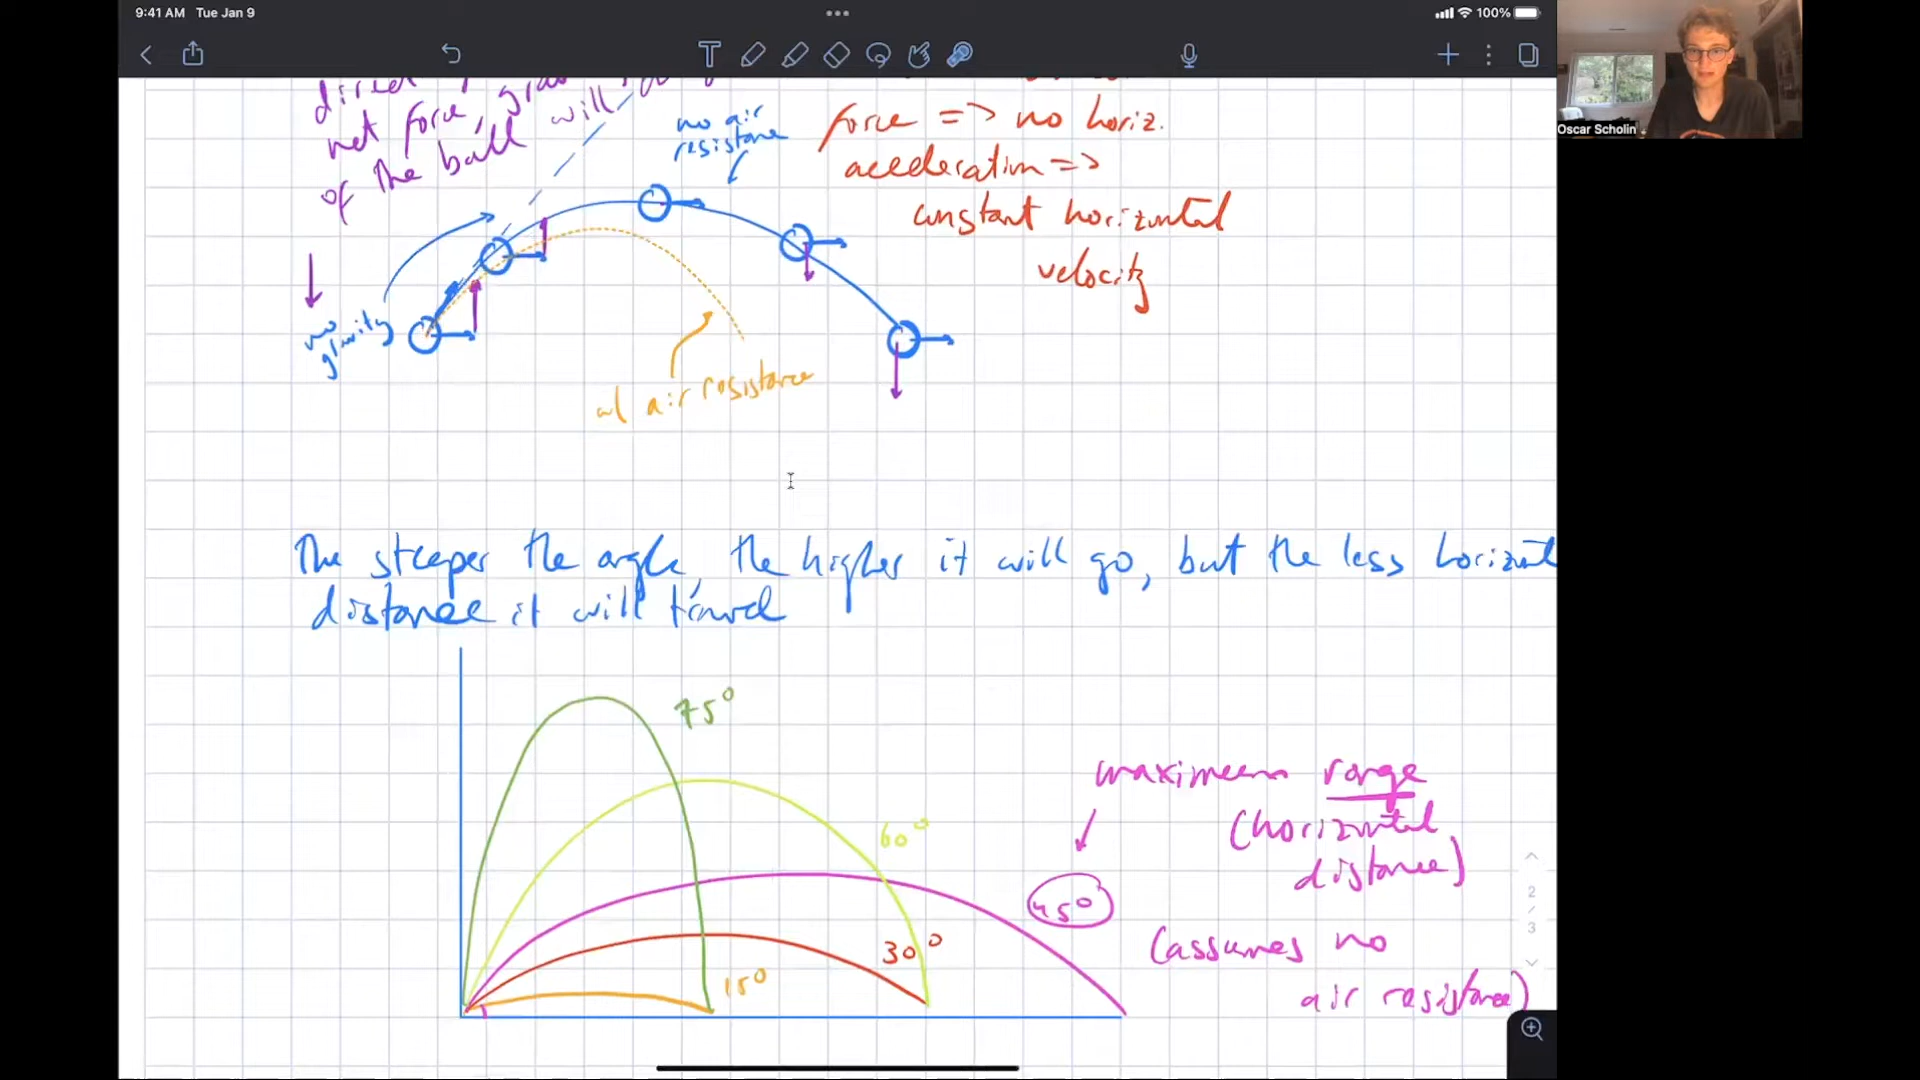 9:41 AM Tue Jan 9
100%
net force,
of the ball will
no air
resistance
force => no horiz.
acceleration =>
constant horizontal
velocity
no
gravity
w/ air resistance
The steeper the angle, the higher it will go, but the less
distance it will travel
75°
60°
45°
30°
15°
maximum range
(horizontal
distance)
(assumes no
air resistance)
2
/
3
Oscar Scholin